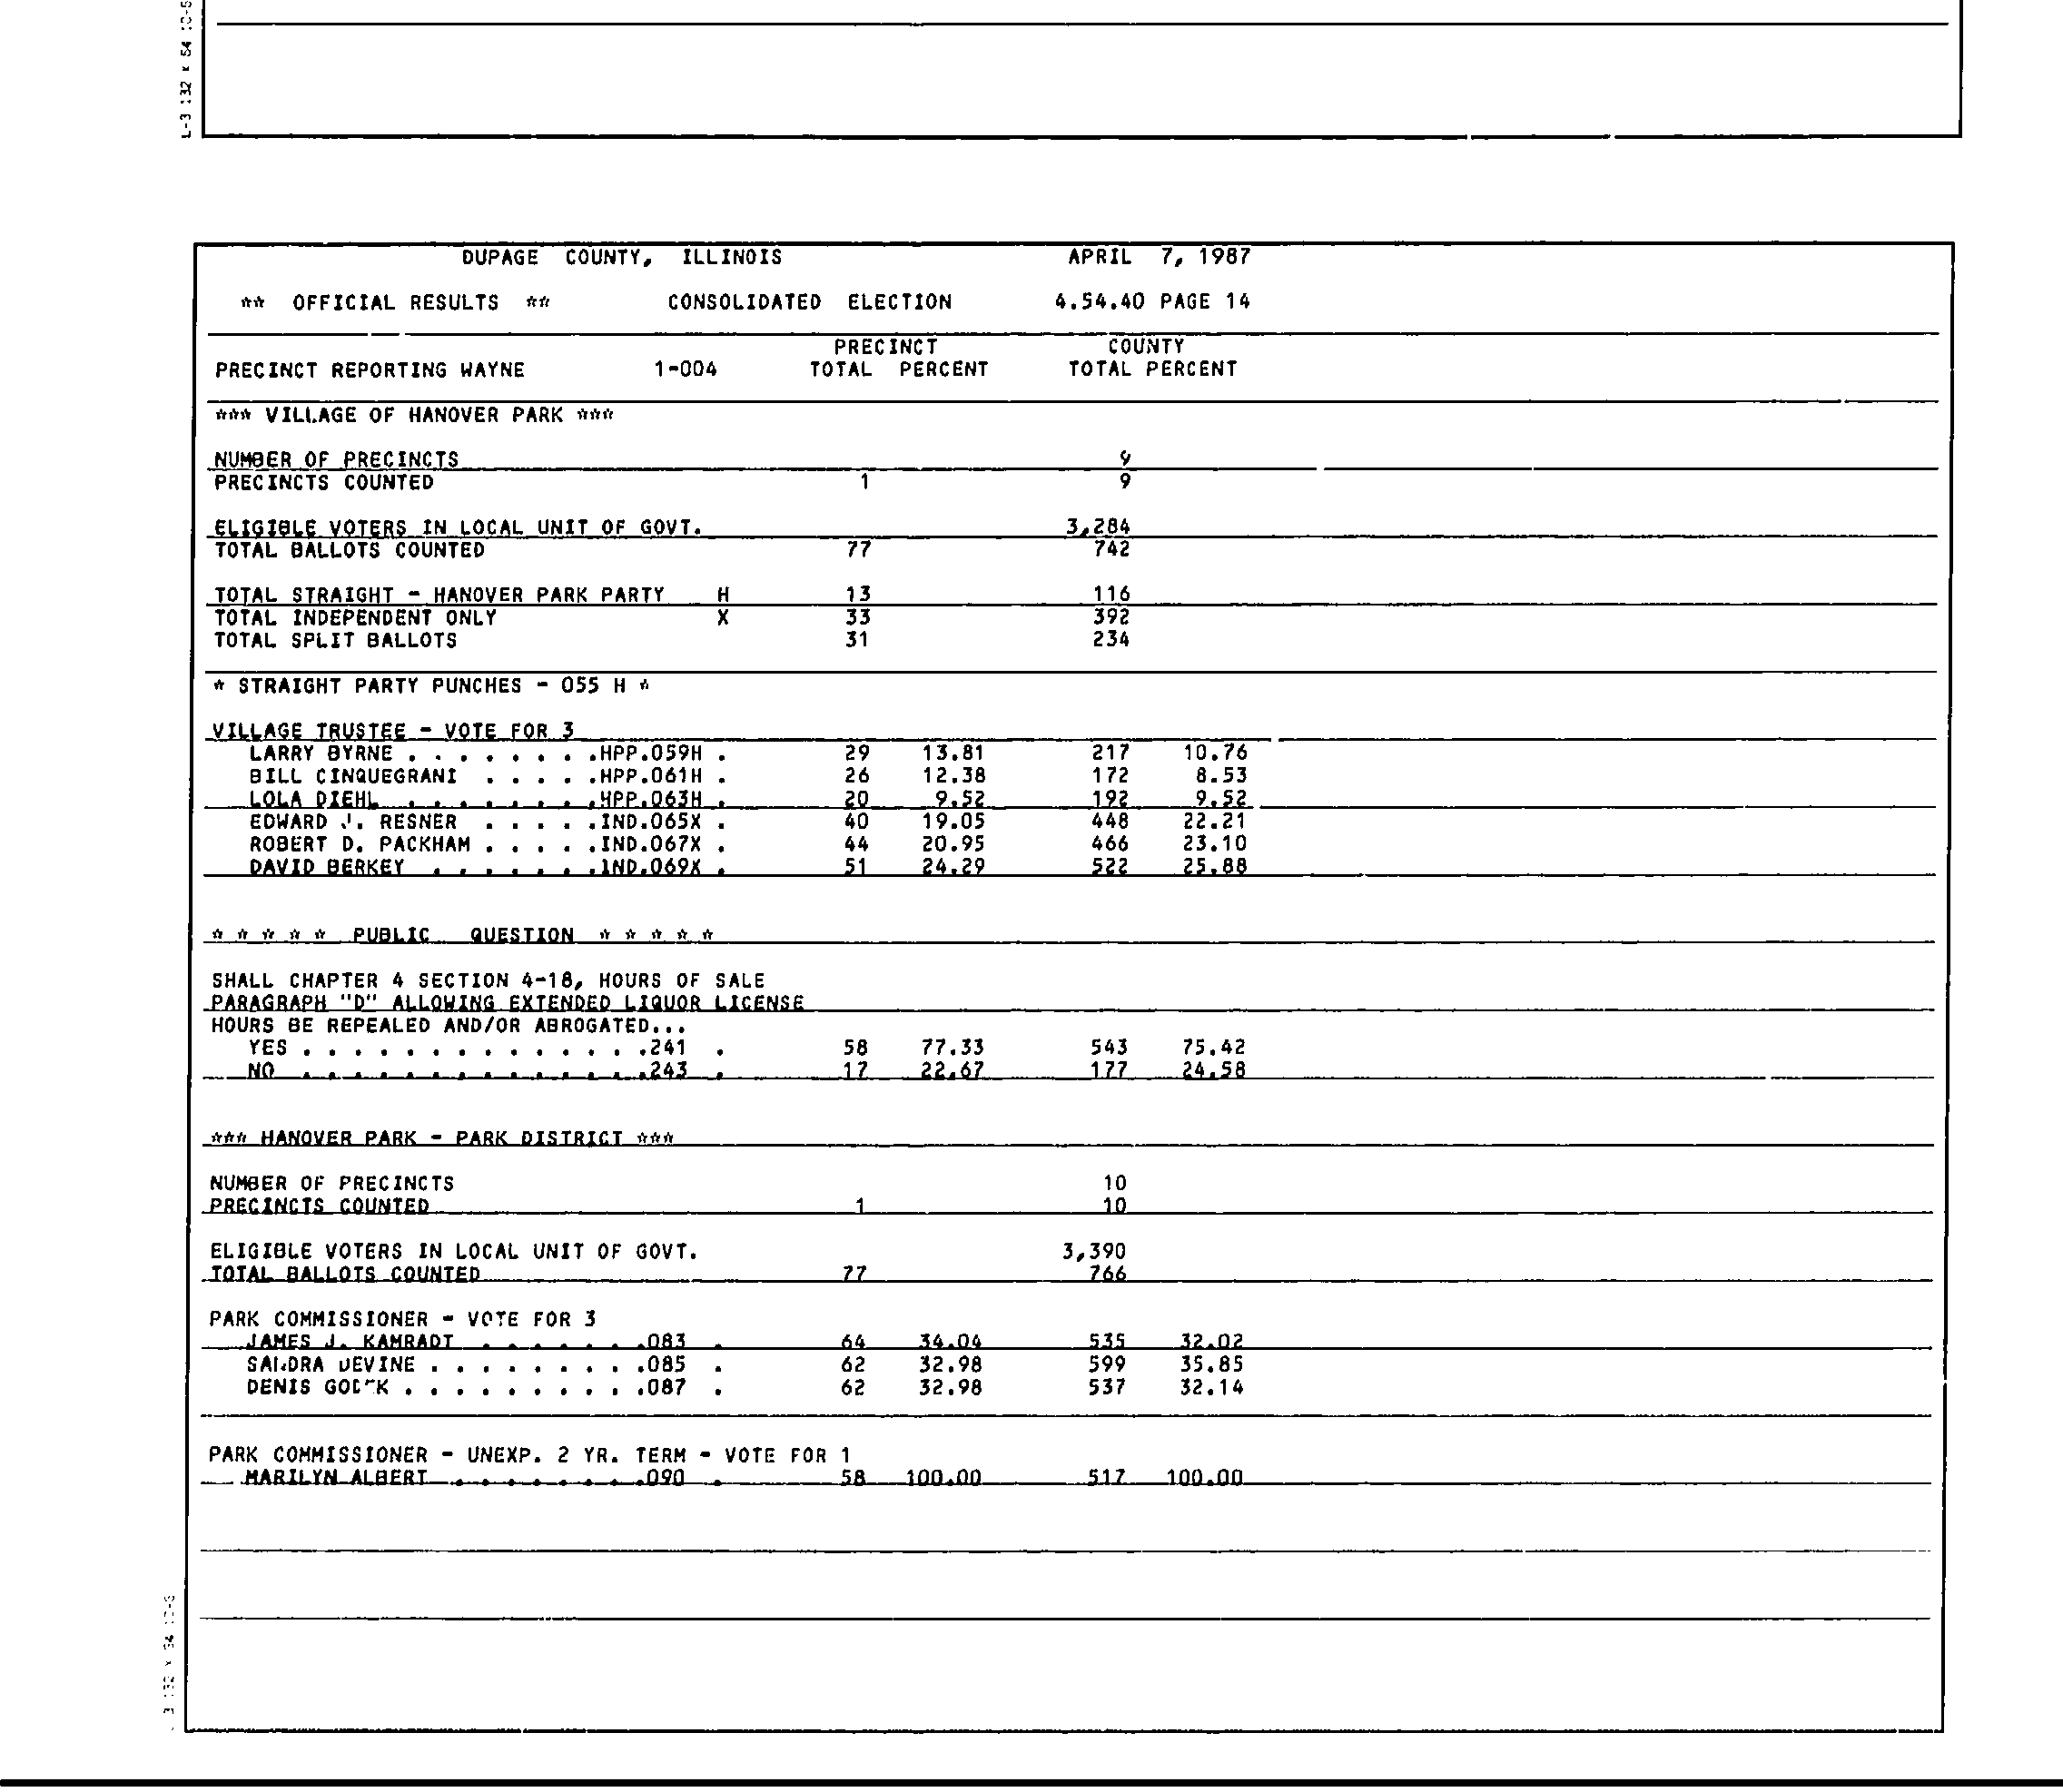 L-3 132 x 64 10-6
DUPAGE COUNTY, ILLINOIS APRIL 7, 1987
** OFFICIAL RESULTS ** CONSOLIDATED ELECTION 4.54.40 PAGE 14
PRECINCT COUNTY
PRECINCT REPORTING WAYNE 1-004 TOTAL PERCENT TOTAL PERCENT
*** VILLAGE OF HANOVER PARK ***
NUMBER OF PRECINCTS 9
PRECINCTS COUNTED 1 9
ELIGIBLE VOTERS IN LOCAL UNIT OF GOVT. 3,284
TOTAL BALLOTS COUNTED 77 742
TOTAL STRAIGHT - HANOVER PARK PARTY H 13 116
TOTAL INDEPENDENT ONLY X 33 392
TOTAL SPLIT BALLOTS 31 234
* STRAIGHT PARTY PUNCHES - 055 H *
VILLAGE TRUSTEE - VOTE FOR 3
LARRY BYRNE . . . . . . . .HPP.059H . 29 13.81 217 10.76
BILL CINQUEGRANI . . . . .HPP.061H . 26 12.38 172 8.53
LOLA DIEHL . . . . . . . .HPP.063H . 20 9.52 192 9.52
EDWARD J. RESNER . . . . .IND.065X . 40 19.05 448 22.21
ROBERT D. PACKHAM . . . . .IND.067X . 44 20.95 466 23.10
DAVID BERKEY . . . . . . .IND.069X . 51 24.29 522 25.88
* * * * * PUBLIC QUESTION * * * * *
SHALL CHAPTER 4 SECTION 4-18, HOURS OF SALE
PARAGRAPH "D" ALLOWING EXTENDED LIQUOR LICENSE
HOURS BE REPEALED AND/OR ABROGATED...
YES . . . . . . . . . . . . . .241 . 58 77.33 543 75.42
NO . . . . . . . . . . . . . .243 . 17 22.67 177 24.58
*** HANOVER PARK - PARK DISTRICT ***
NUMBER OF PRECINCTS 10
PRECINCTS COUNTED 1 10
ELIGIBLE VOTERS IN LOCAL UNIT OF GOVT. 3,390
TOTAL BALLOTS COUNTED 77 766
PARK COMMISSIONER - VOTE FOR 3
JAMES J. KAMRADT . . . . . . .083 . 64 34.04 535 32.02
SANDRA DEVINE . . . . . . . . .085 . 62 32.98 599 35.85
DENIS . . . . . . . . . .087 . 62 32.98 537 32.14
PARK COMMISSIONER - UNEXP. 2 YR. TERM - VOTE FOR 1
MARILYN ALBERT . . . . . . . .090 . 58 100.00 517 100.00